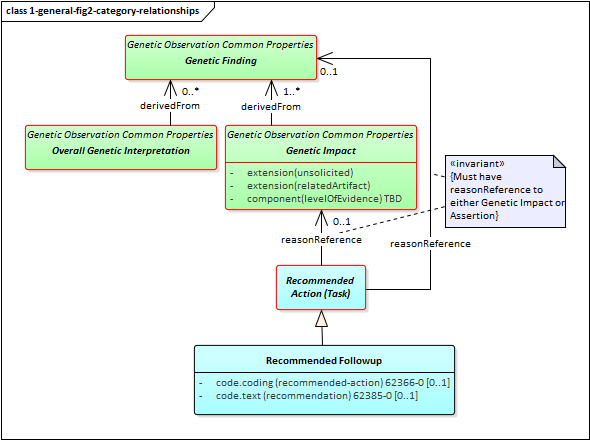 class 1-general-fig2-category-relationships
Genetic Observation Common Properties
Genetic Finding
0..1
0..*
1..*
derivedFrom
derivedFrom
Genetic Observation Common Properties
Overall Genetic Interpretation
Genetic Observation Common Properties
Genetic Impact
- extension(unsolicited)
- extension(relatedArtifact)
- component(levelOfEvidence) TBD
«invariant»
{Must have
reasonReference to
either Genetic Impact or
Assertion}
0..1
reasonReference
reasonReference
Recommended
Action (Task)
Recommended Followup
- code.coding (recommended-action) 62366-0 [0..1]
- code.text (recommendation) 62385-0 [0..1]